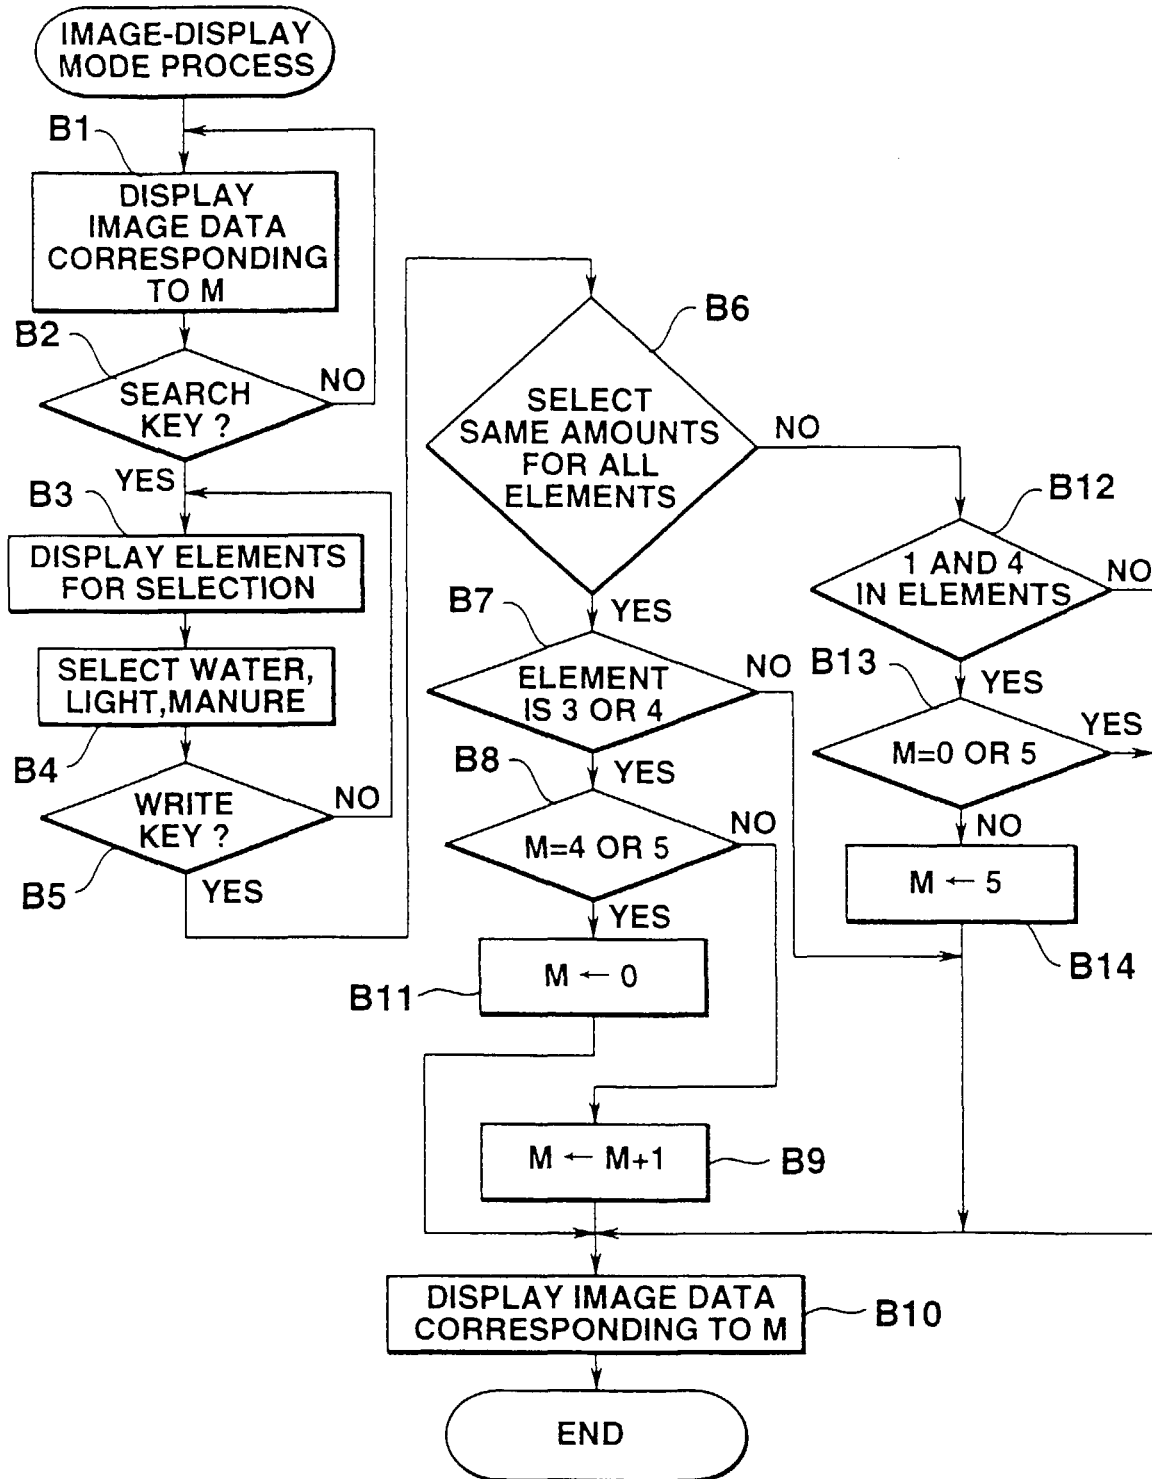 IMAGE-DISPLAY
MODE PROCESS
B1
DISPLAY
IMAGE DATA
CORRESPONDING
TO M
B2
SEARCH
KEY ?
NO
YES
B3
DISPLAY ELEMENTS
FOR SELECTION
SELECT WATER,
LIGHT,MANURE
B4
WRITE
KEY ?
NO
B5
YES
B6
SELECT
SAME AMOUNTS
FOR ALL
ELEMENTS
NO
YES
B7
ELEMENT
IS 3 OR 4
NO
YES
B8
M=4 OR 5
NO
YES
M ← 0
B11
M ← M+1
B9
B12
1 AND 4
IN ELEMENTS
NO
YES
B13
M=0 OR 5
YES
NO
M ← 5
B14
DISPLAY IMAGE DATA
CORRESPONDING TO M
B10
END